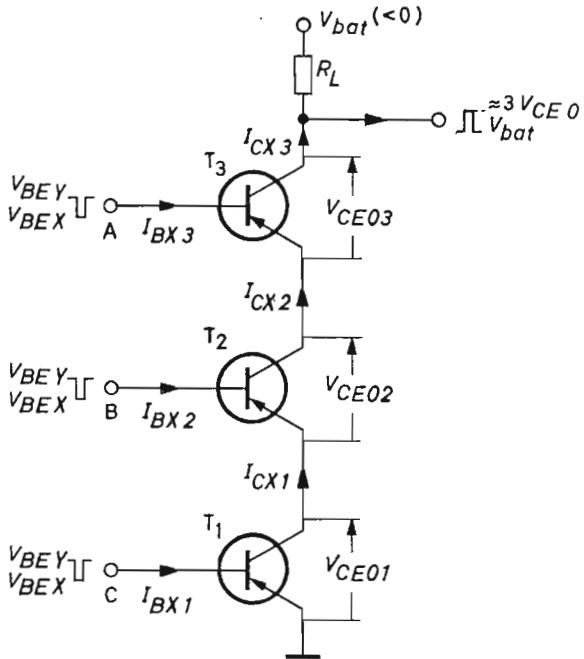 V_bat (<0)
R_L
≈3 V_CE0
V_bat
I_CX3
T_3
V_BEY
V_BEX
A
I_BX3
V_CE03
I_CX2
T_2
V_BEY
V_BEX
B
I_BX2
V_CE02
I_CX1
T_1
V_BEY
V_BEX
C
I_BX1
V_CE01